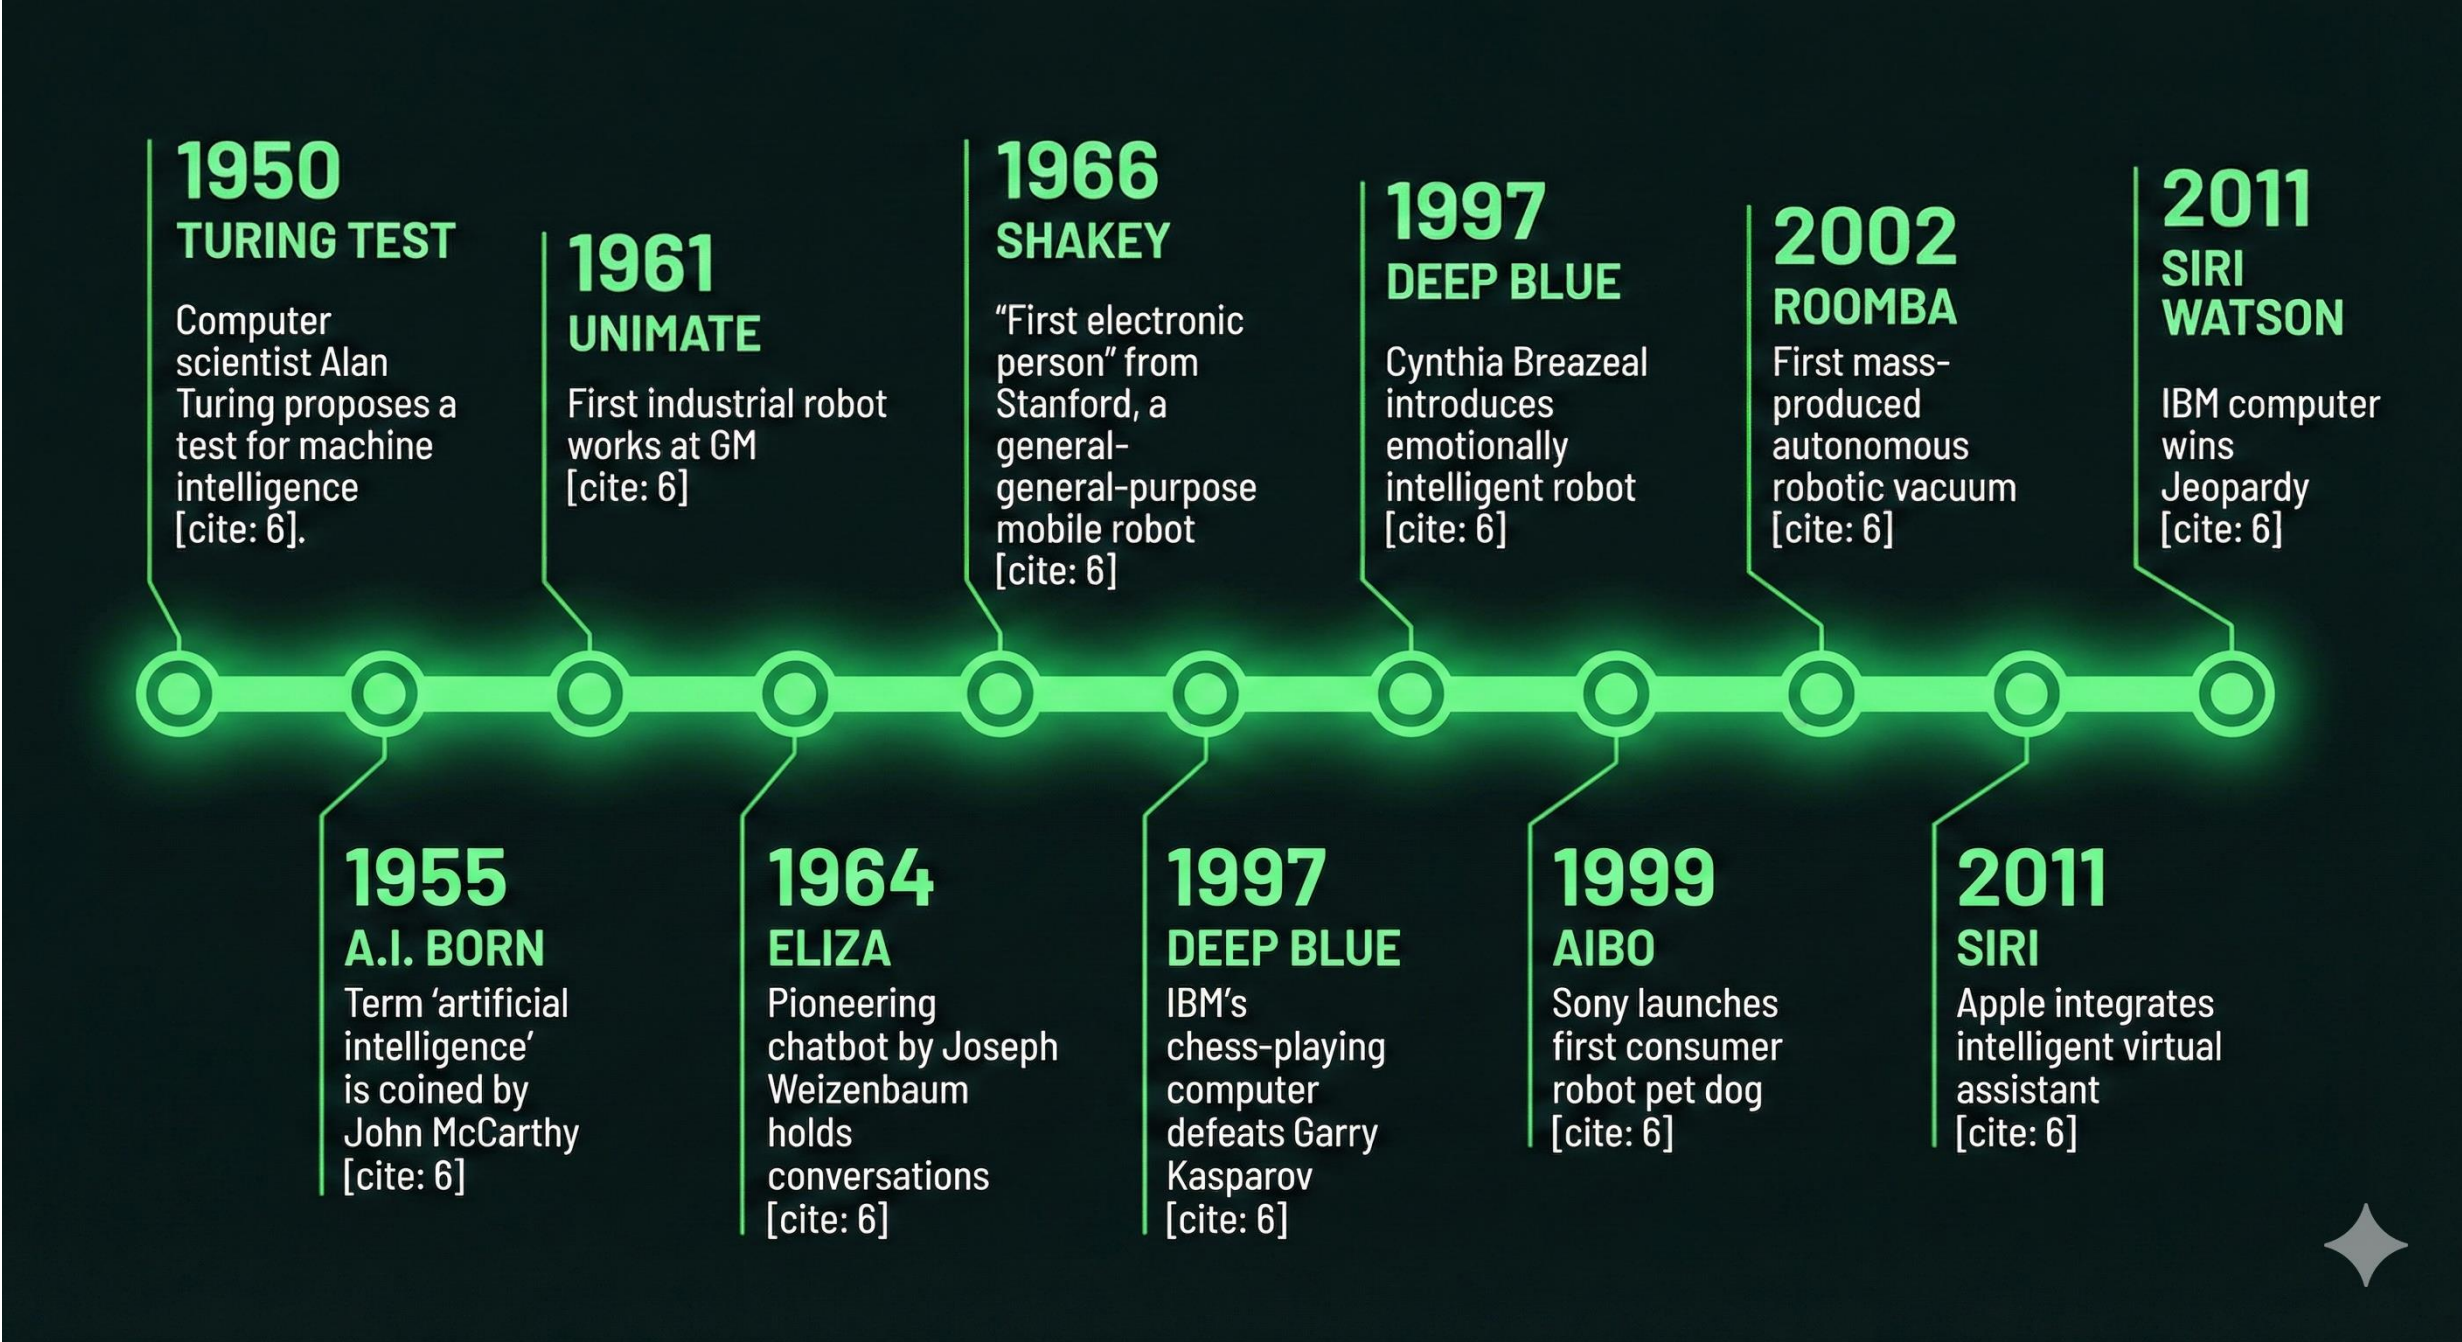 1950
TURING TEST
Computer
scientist Alan
Turing proposes a
test for machine
intelligence
[cite: 6].
1955
A.I. BORN
Term ‘artificial
intelligence’
is coined by
John McCarthy
[cite: 6]
1961
UNIMATE
First industrial robot
works at GM
[cite: 6]
1964
ELIZA
Pioneering
chatbot by Joseph
Weizenbaum
holds
conversations
[cite: 6]
1966
SHAKEY
“First electronic
person” from
Stanford, a
general-
general-purpose
mobile robot
[cite: 6]
1997
DEEP BLUE
IBM’s
chess-playing
computer
defeats Garry
Kasparov
[cite: 6]
1997
DEEP BLUE
Cynthia Breazeal
introduces
emotionally
intelligent robot
[cite: 6]
1999
AIBO
Sony launches
first consumer
robot pet dog
[cite: 6]
2002
ROOMBA
First mass-
produced
autonomous
robotic vacuum
[cite: 6]
2011
SIRI
Apple integrates
intelligent virtual
assistant
[cite: 6]
2011
SIRI
WATSON
IBM computer
wins
Jeopardy
[cite: 6]